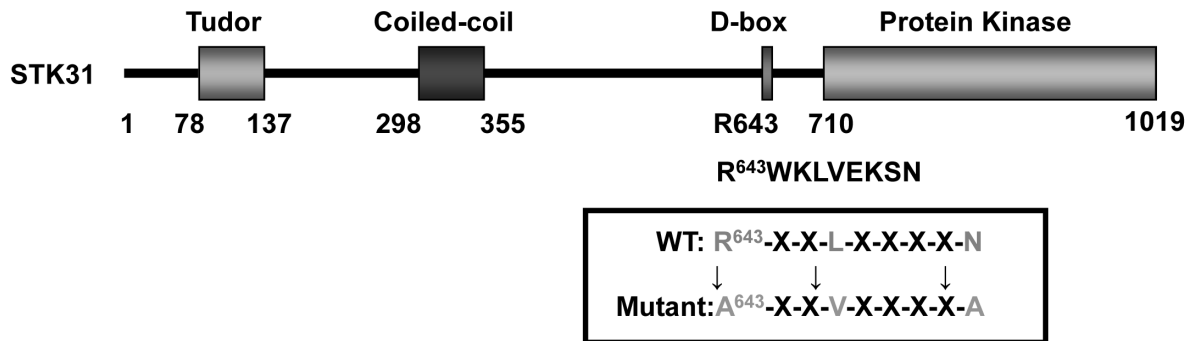 Tudor Coiled-coil D-box Protein Kinase
STK31
1 78 137 298 355 R643 710 1019
R⁶⁴³WKLVEKSN
WT: R⁶⁴³-X-X-L-X-X-X-X-N
↓ ↓ ↓
Mutant:A⁶⁴³-X-X-V-X-X-X-X-A